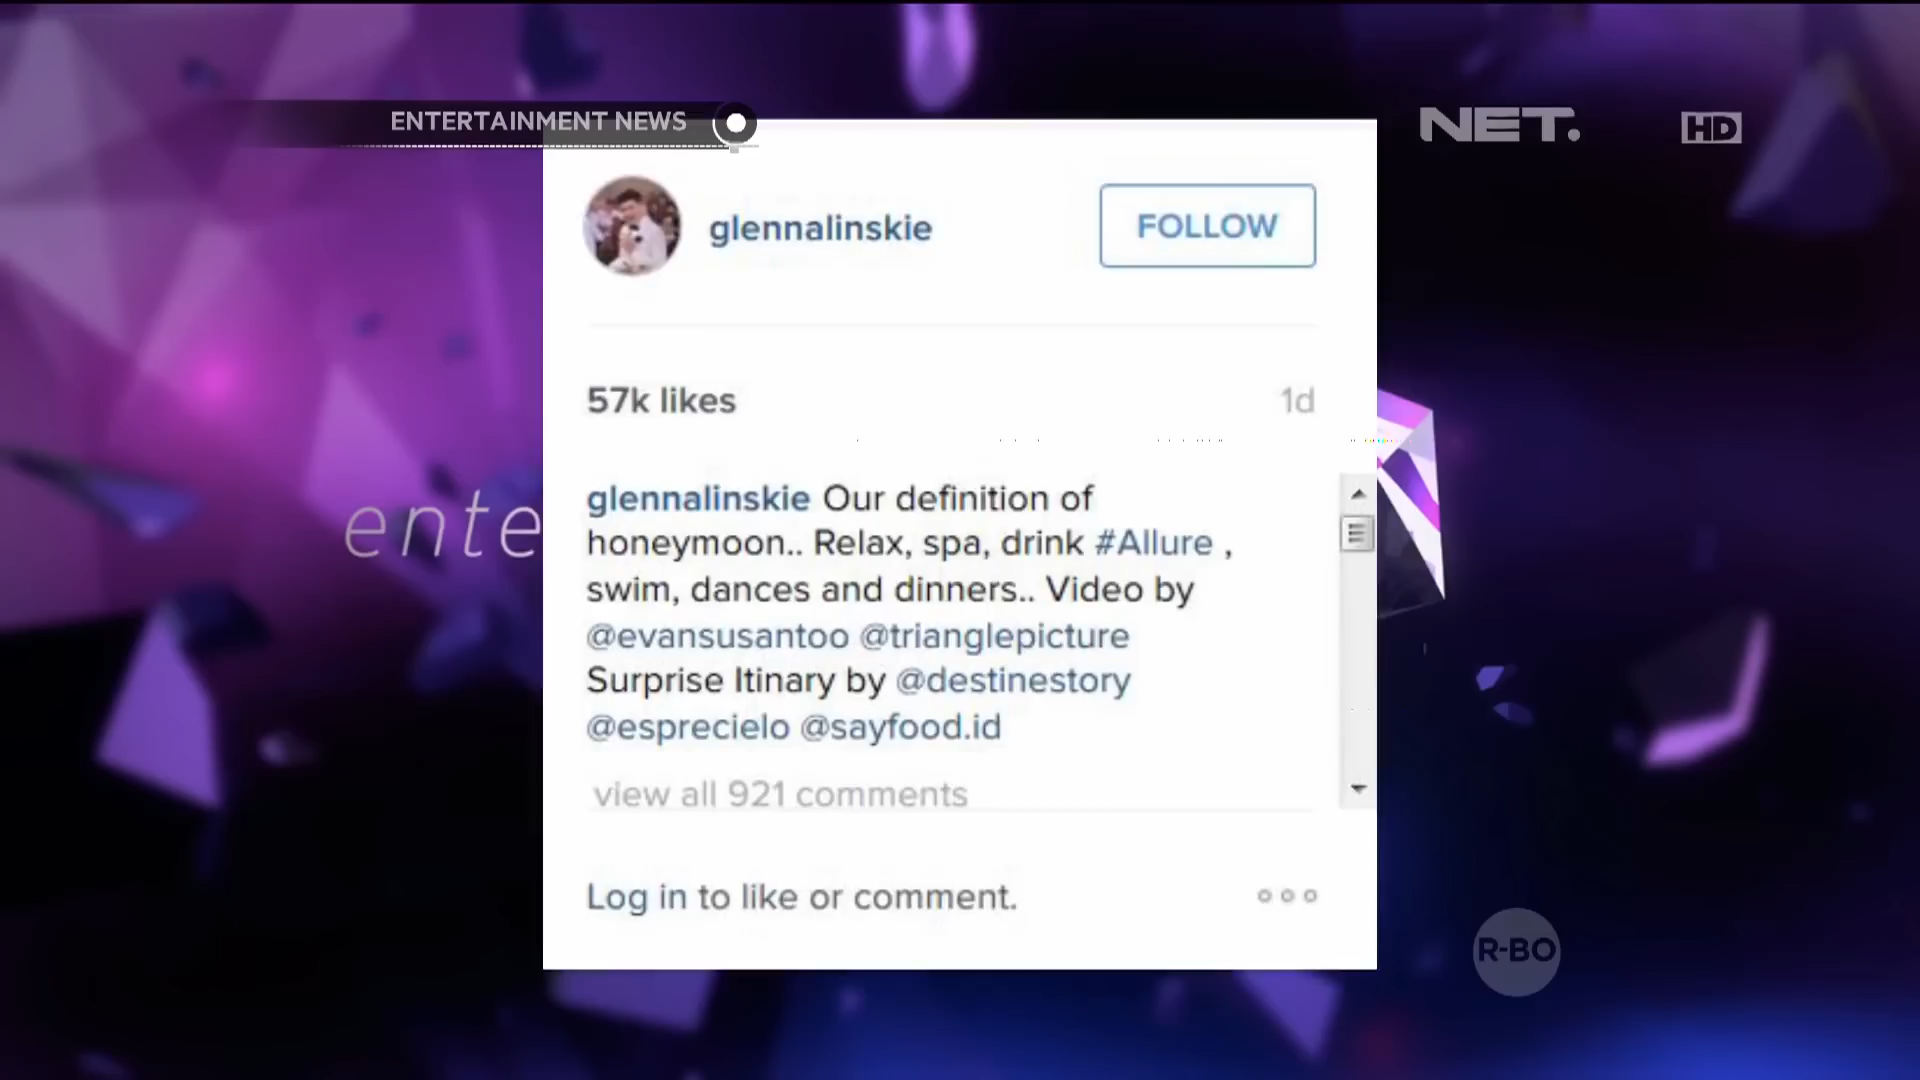 ENTERTAINMENT NEWS
NET.
HD
glennalinskie
FOLLOW
57k likes
1d
glennalinskie Our definition of
honeymoon.. Relax, spa, drink #Allure ,
swim, dances and dinners.. Video by
@evansusantoo @trianglepicture
Surprise Itinary by @destinestory
@esprecielo @sayfood.id
view all 921 comments
Log in to like or comment.
ente
R-BO